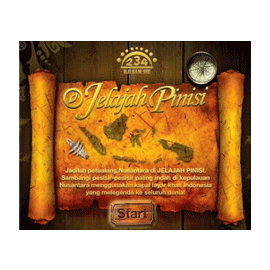 234
Jelajah Pinisi
Jadilah petualang Nusantara di JELAJAH PINISI.
Sambangi pesisir-pesisir paling indah di kepulauan
Nusantara menggunakan kapal layar khas Indonesia
yang melegenda ke seluruh dunia!
Start